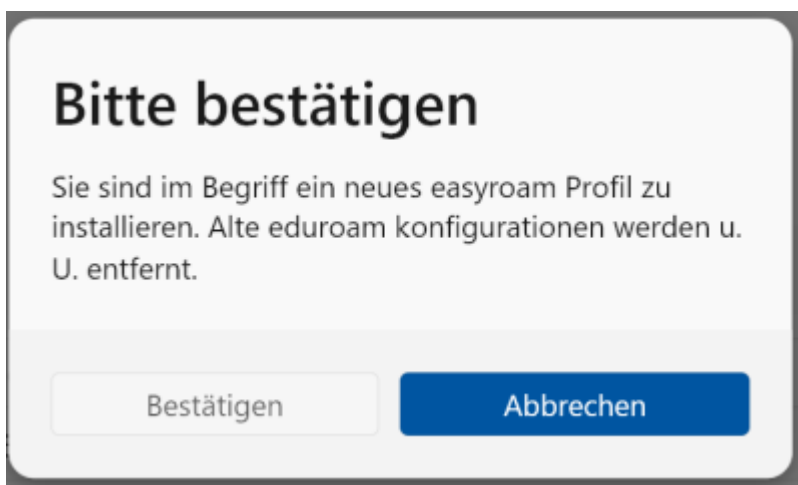 Bitte bestätigen
Sie sind im Begriff ein neues easyroam Profil zu
installieren. Alte eduroam konfigurationen werden u.
U. entfernt.
Bestätigen
Abbrechen